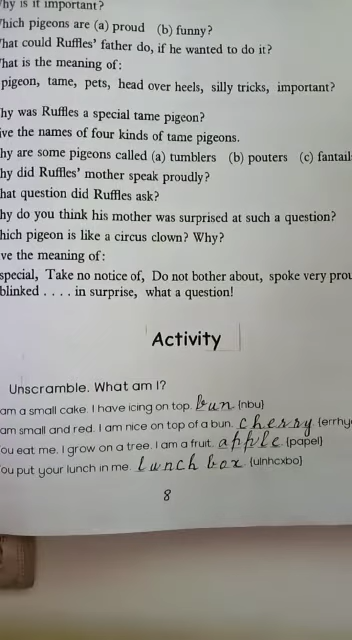 hy is it important?
hich pigeons are (a) proud (b) funny?
hat could Ruffles' father do, if he wanted to do it?
hat is the meaning of:
pigeon, tame, pets, head over heels, silly tricks, important?
hy was Ruffles a special tame pigeon?
ive the names of four kinds of tame pigeons.
hy are some pigeons called (a) tumblers (b) pouters (c) fantail
hy did Ruffles' mother speak proudly?
hat question did Ruffles ask?
hy do you think his mother was surprised at such a question?
hich pigeon is like a circus clown? Why?
ve the meaning of:
special, Take no notice of, Do not bother about, spoke very prou
blinked .... in surprise, what a question!
Activity
Unscramble. What am I?
am a small cake. I have icing on top. bun. (nbu)
am small and red. I am nice on top of a bun. cherry (errhy
ou eat me. I grow on a tree. I am a fruit. apple. (papel)
ou put your lunch in me. lunch box. (ulnhcxbo)
8